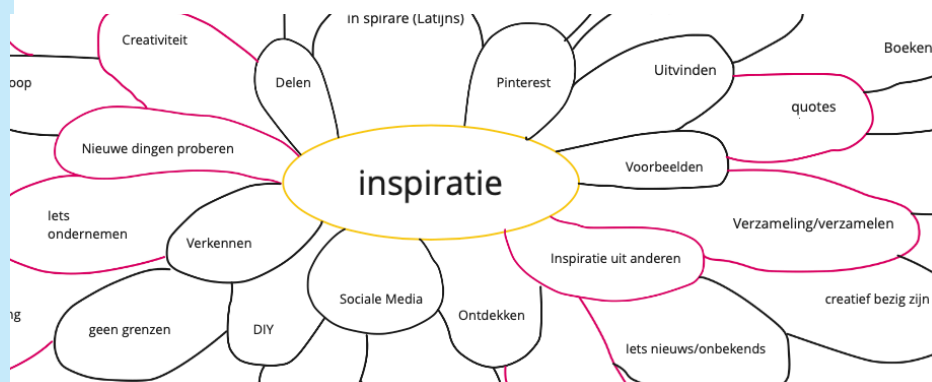 in spirare (Latijns)
Creativiteit
Boeken
Uitvinden
oop
Delen
Pinterest
quotes
Nieuwe dingen proberen
Voorbeelden
inspiratie
Iets
ondernemen
Verzameling/verzamelen
Verkennen
Inspiratie uit anderen
Sociale Media
creatief bezig zijn
ng
geen grenzen
DIY
Ontdekken
Iets nieuws/onbekends